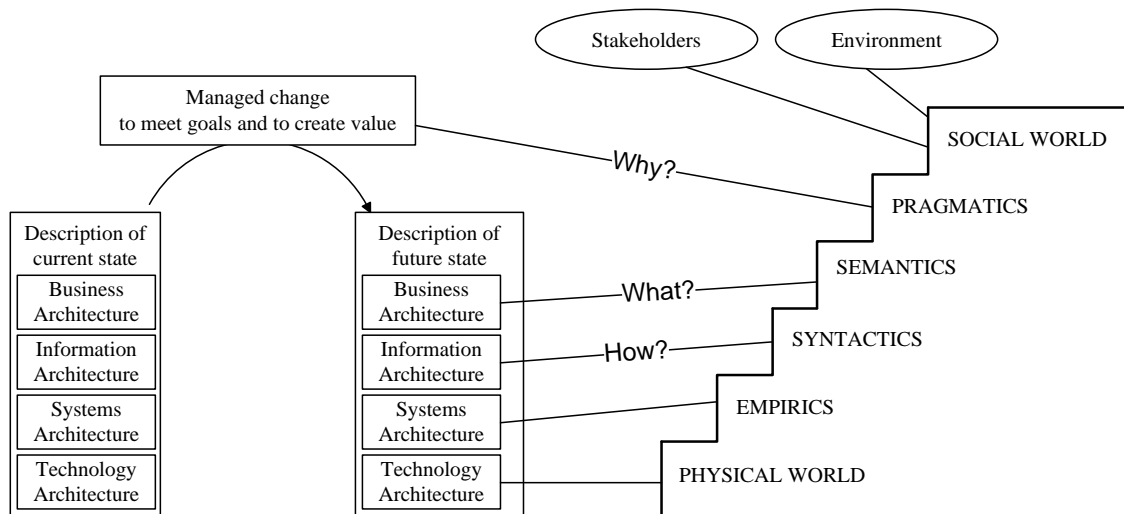 Stakeholders
Environment
Managed change
to meet goals and to create value
SOCIAL WORLD
Why?
PRAGMATICS
Description of
current state
Description of
future state
SEMANTICS
Business
Architecture
Business
Architecture
What?
Information
Architecture
Information
Architecture
How?
SYNTACTICS
Systems
Architecture
Systems
Architecture
EMPIRICS
Technology
Architecture
Technology
Architecture
PHYSICAL WORLD